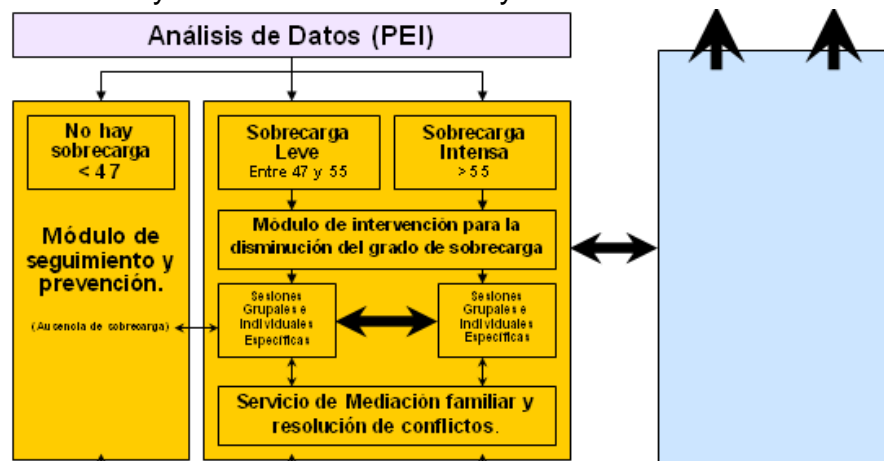 Análisis de Datos (PEI)
No hay
sobrecarga
< 47
Sobrecarga
Leve
Entre 47 y 55
Sobrecarga
Intensa
>55
Módulo de intervención para la
disminución del grado de sobrecarga
Módulo de
seguimiento y
prevención.
(Ausencia de sobrecarga)
Sesiones
Grupales e
Individuales
Específicas
Sesiones
Grupales e
Individuales
Específicas
Servicio de Mediación familiar y
resolución de conflictos.